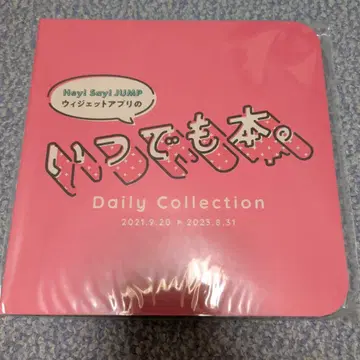 Hey! Say! JUMP
ウィジェットアプリの
いつでも本。
Daily Collection
2021.9.20 ▶ 2023.8.31